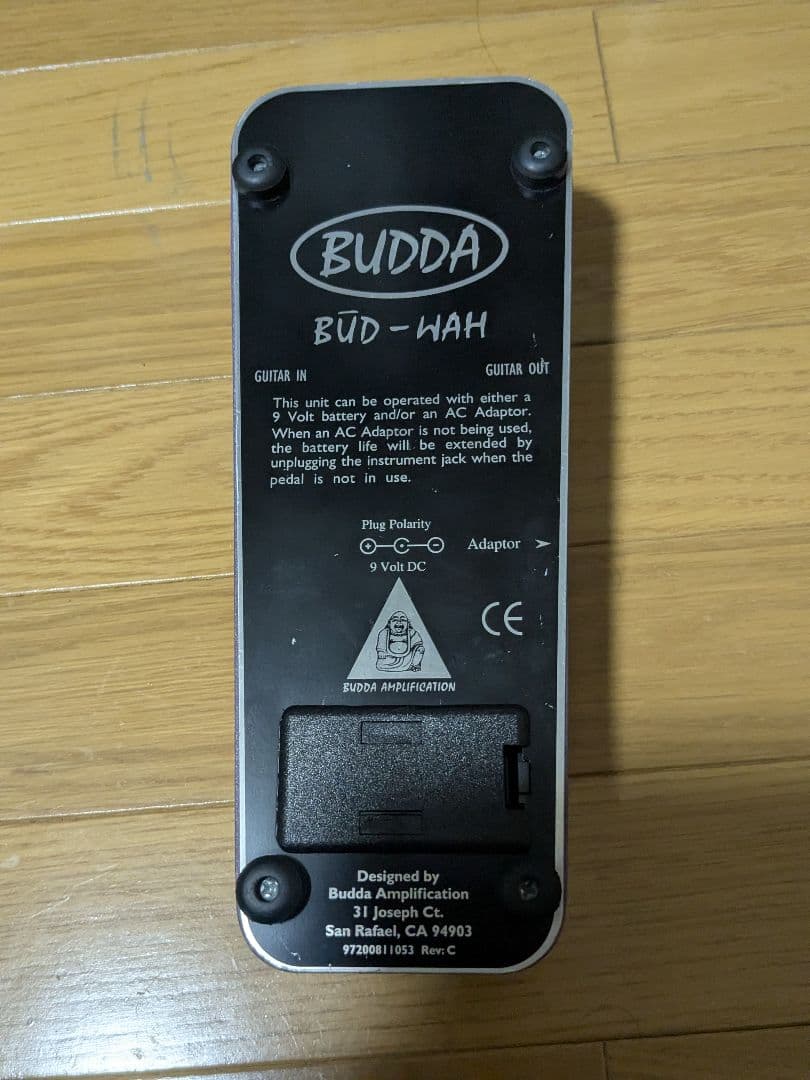 BUDDA
BŪD-WAH
GUITAR IN
GUITAR OUT
This unit can be operated with either a
9 Volt battery and/or an AC Adaptor.
When an AC Adaptor is not being used,
the battery life will be extended by
unplugging the instrument jack when the
pedal is not in use.
Plug Polarity
Adaptor
9 Volt DC
CE
BUDDA AMPLIFICATION
Designed by
Budda Amplification
31 Joseph Ct.
San Rafael, CA 94903
97200811053 Rev: C